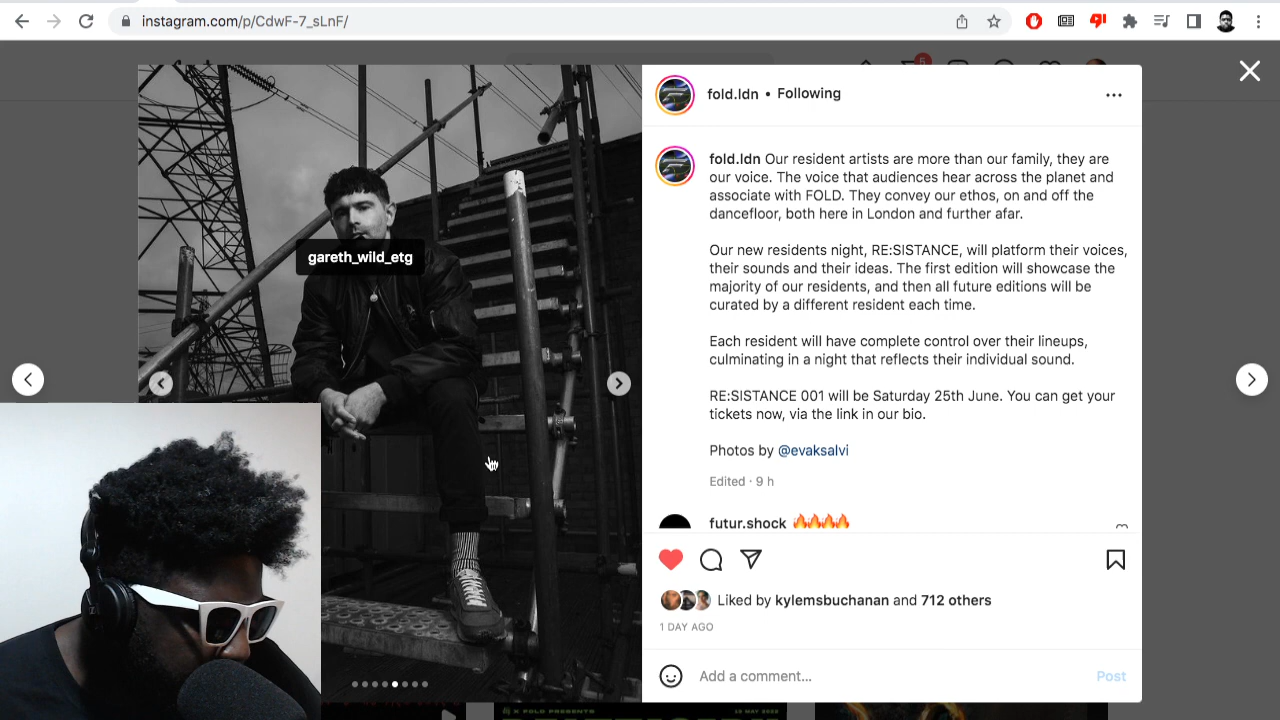 instagram.com/p/CdwF-7_sLnF/
5
fold.ldn • Following
fold.ldn Our resident artists are more than our family, they are
our voice. The voice that audiences hear across the planet and
associate with FOLD. They convey our ethos, on and off the
dancefloor, both here in London and further afar.
Our new residents night, RE:SISTANCE, will platform their voices,
their sounds and their ideas. The first edition will showcase the
majority of our residents, and then all future editions will be
curated by a different resident each time.
Each resident will have complete control over their lineups,
culminating in a night that reflects their individual sound.
RE:SISTANCE 001 will be Saturday 25th June. You can get your
tickets now, via the link in our bio.
Photos by @evaksalvi
Edited · 9 h
futur.shock 🔥🔥🔥🔥
Liked by kylemsbuchanan and 712 others
1 DAY AGO
Add a comment...
Post
gareth_wild_etg
X FOLD PRESENTS